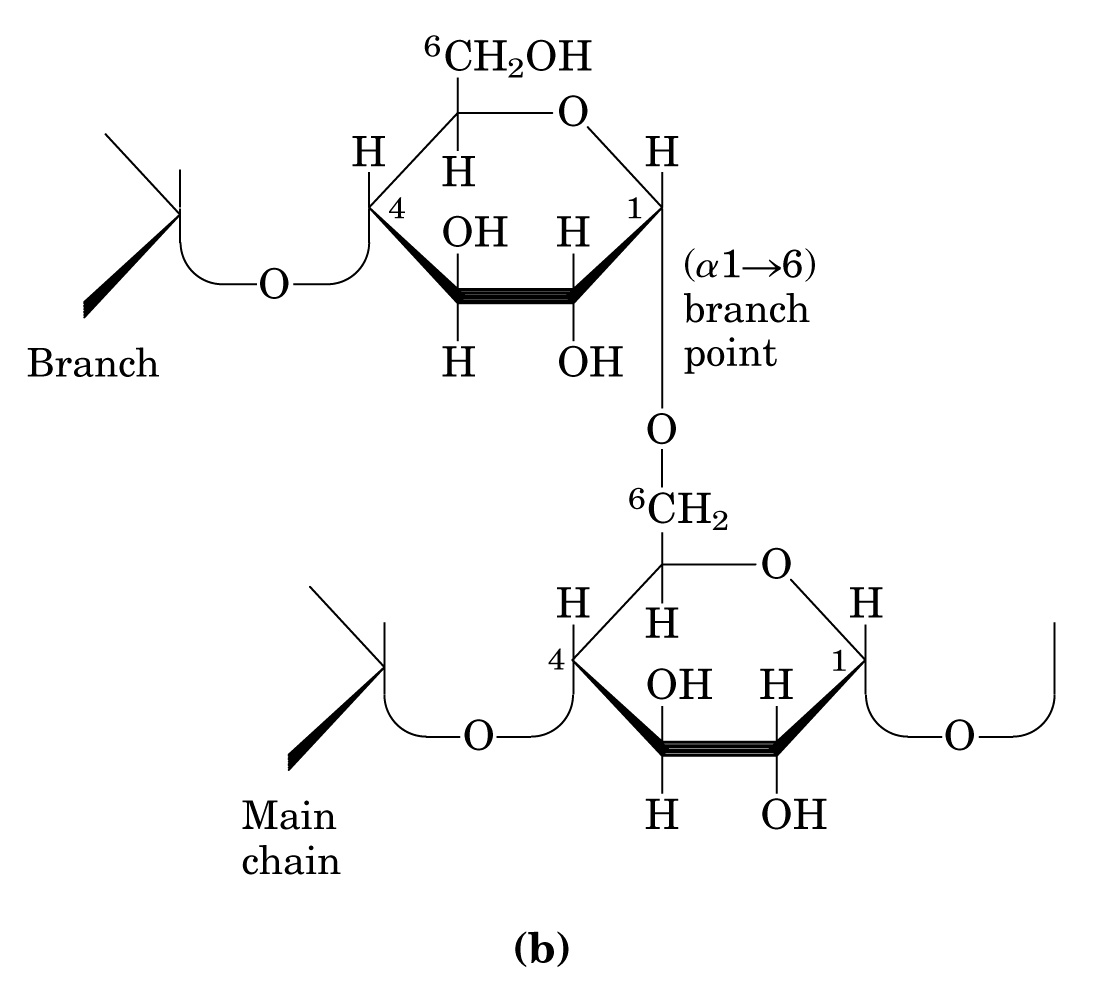 ⁶CH₂OH
O
H
H
H
4
1
OH
H
(α1→6)
branch
point
O
Branch
H
OH
O
⁶CH₂
O
H
H
H
4
1
OH
H
O
O
Main
chain
H
OH
(b)